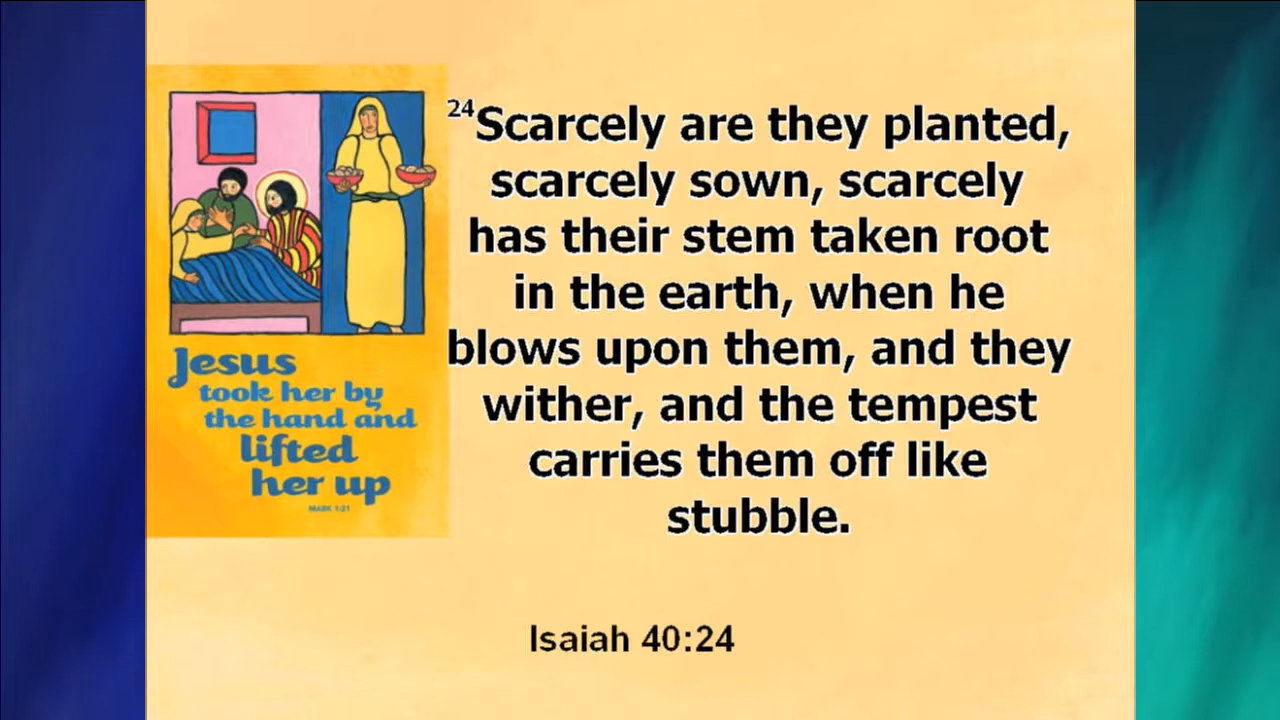 Jesus
took her by
the hand and
lifted
her up
MARK 1:31
24Scarcely are they planted,
scarcely sown, scarcely
has their stem taken root
in the earth, when he
blows upon them, and they
wither, and the tempest
carries them off like
stubble.
Isaiah 40:24